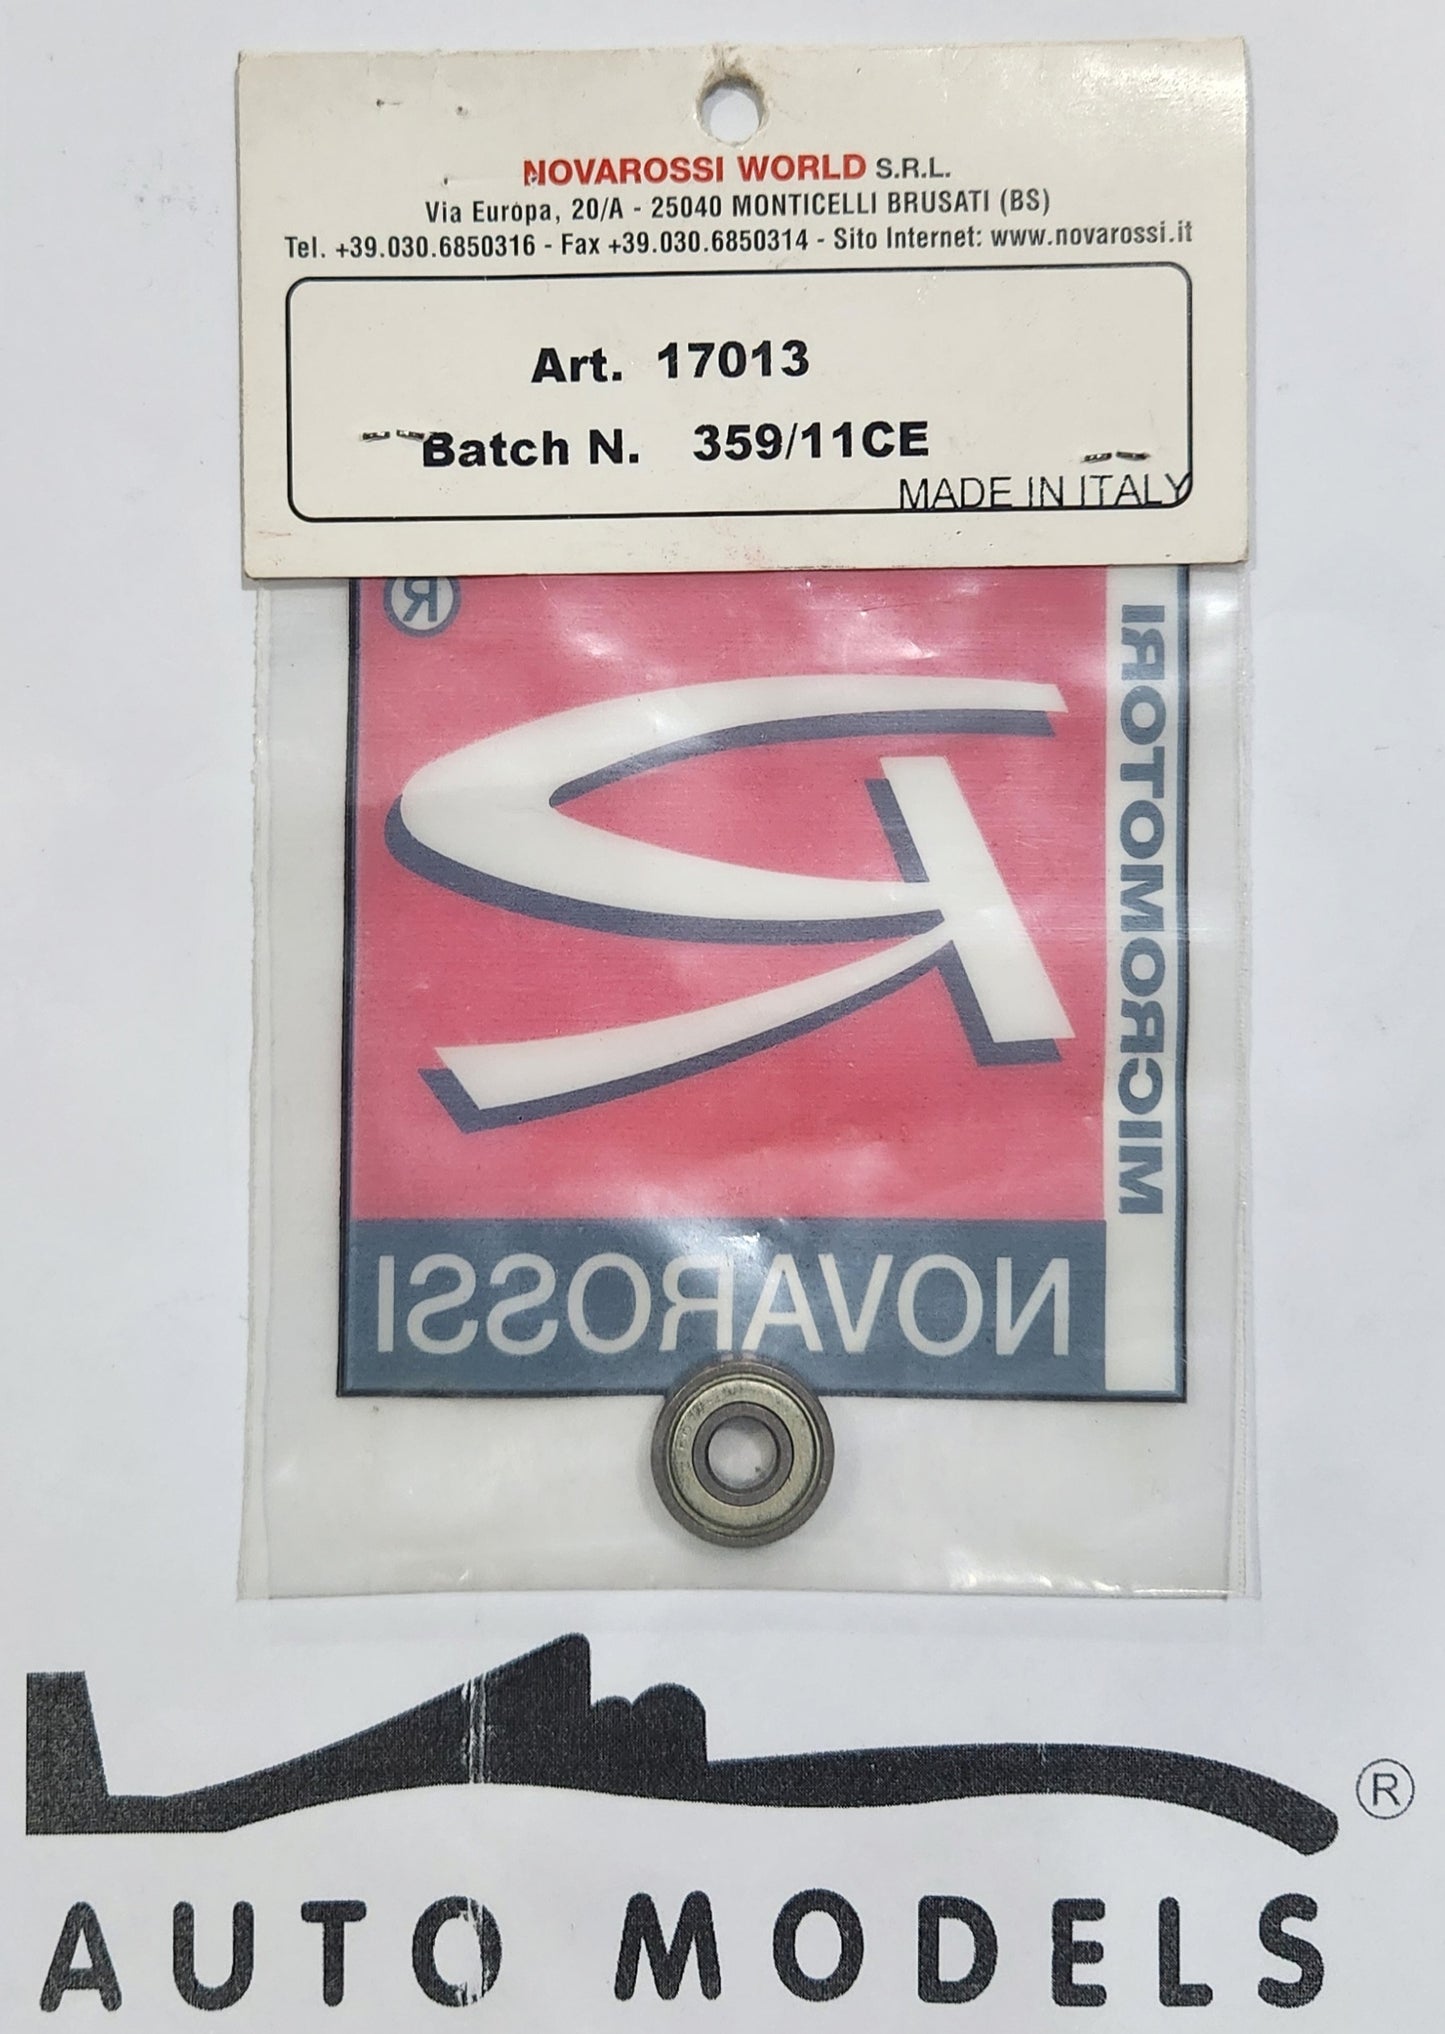 NOVAROSSI WORLD S.R.L.
Via Europa, 20/A - 25040 MONTICELLI BRUSATI (BS)
Tel. +39.030.6850316 - Fax +39.030.6850314 - Sito Internet: www.novarossi.it
Art. 17013
Batch N. 359/11CE
MADE IN ITALY
®
MICROMOTORI
NOVAROSSI
®
AUTO MODELS